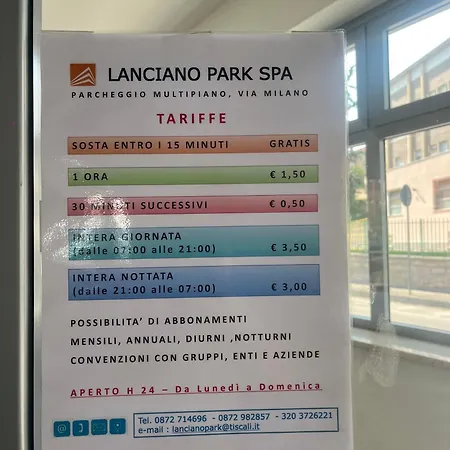 LANCIANO PARK SPA
PARCHEGGIO MULTIPIANO, VIA MILANO
TARIFFE
SOSTA ENTRO I 15 MINUTI GRATIS
1 ORA € 1,50
30 MINUTI SUCCESSIVI € 0,50
INTERA GIORNATA
(dalle 07:00 alle 21:00) € 3,50
INTERA NOTTATA
(dalle 21:00 alle 07:00) € 3,00
POSSIBILITA' DI ABBONAMENTI
MENSILI, ANNUALI, DIURNI ,NOTTURNI
CONVENZIONI CON GRUPPI, ENTI E AZIENDE
APERTO H 24 – Da Lunedì a Domenica
Tel. 0872 714696 - 0872 982857 - 320 3726221
e-mail : lancianopark@tiscali.it